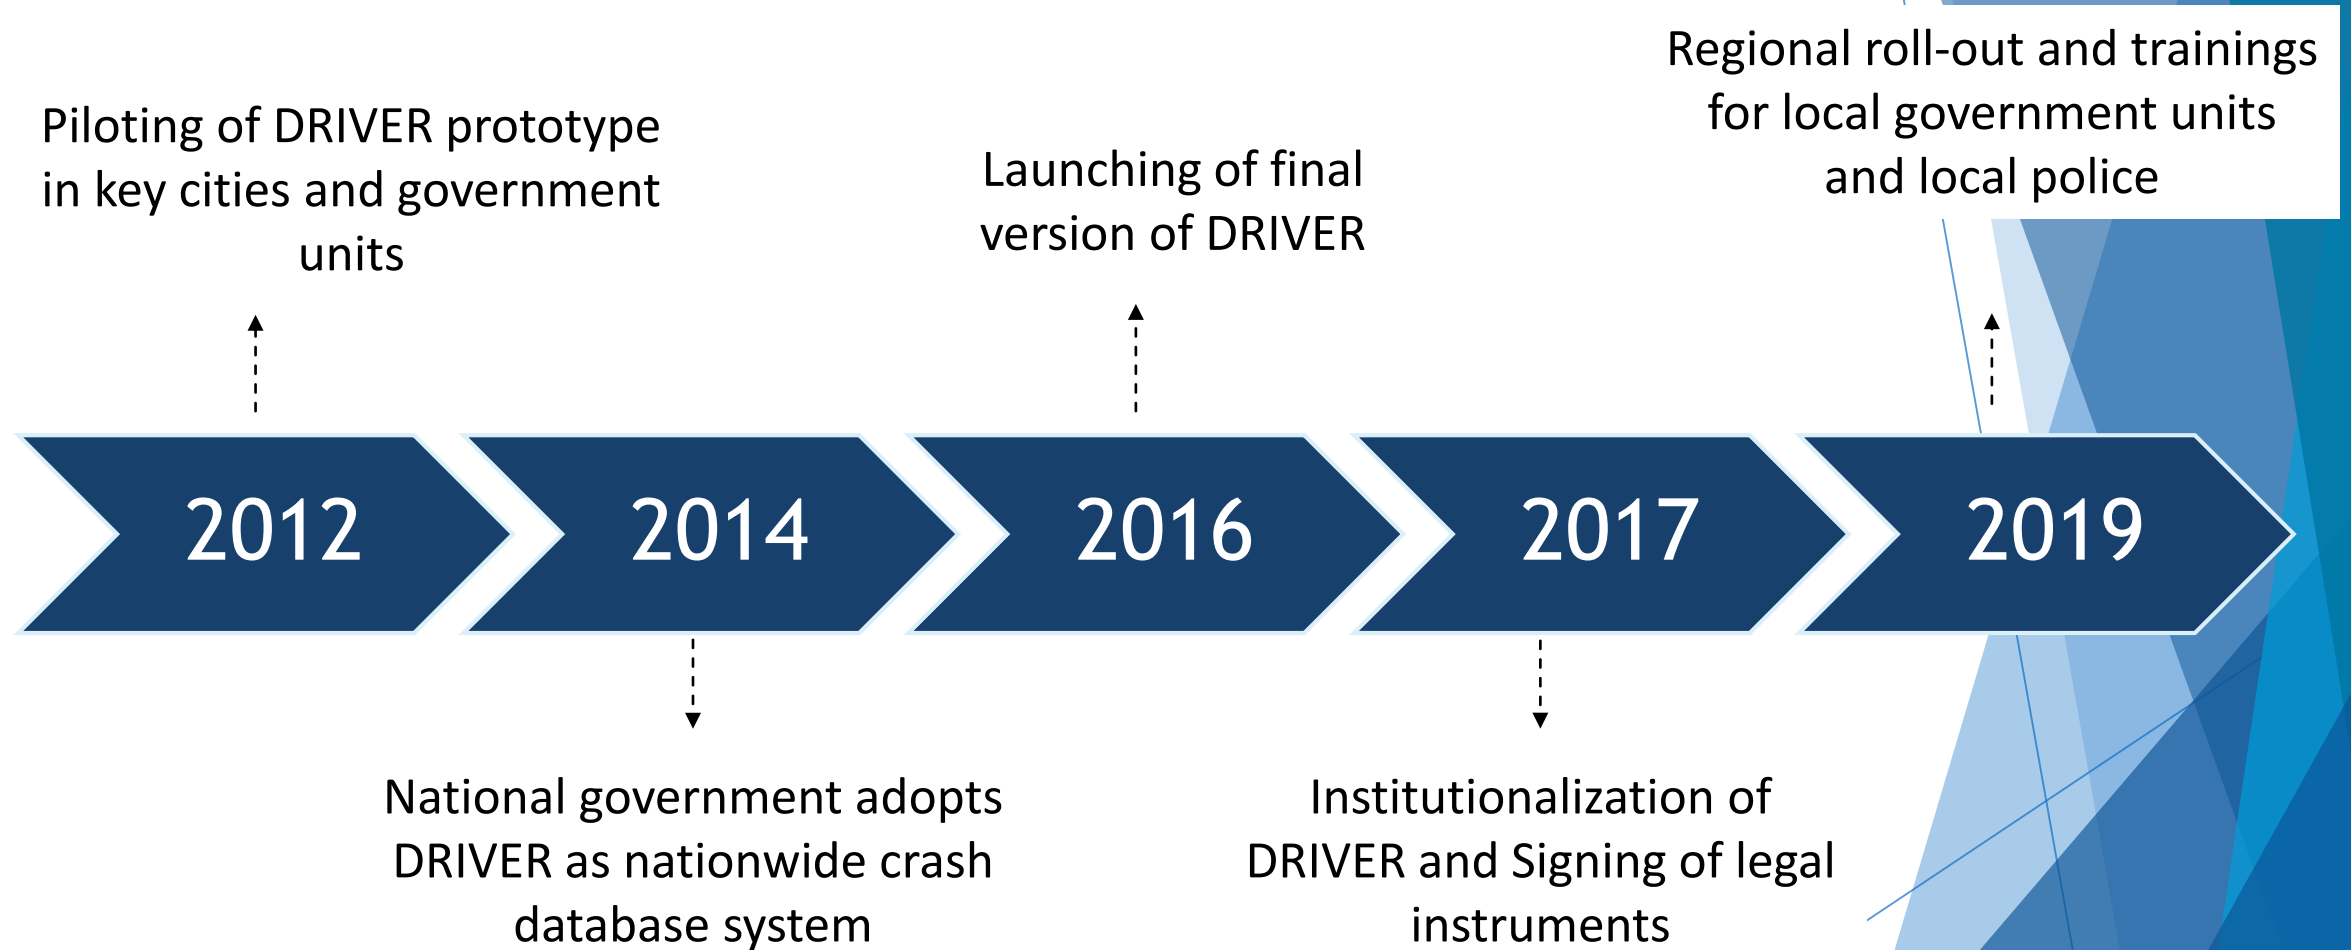 Regional roll-out and trainings
for local government units
and local police
Piloting of DRIVER prototype
in key cities and government
units
Launching of final
version of DRIVER
2012
2014
2016
2017
2019
National government adopts
DRIVER as nationwide crash
database system
Institutionalization of
DRIVER and Signing of legal
instruments